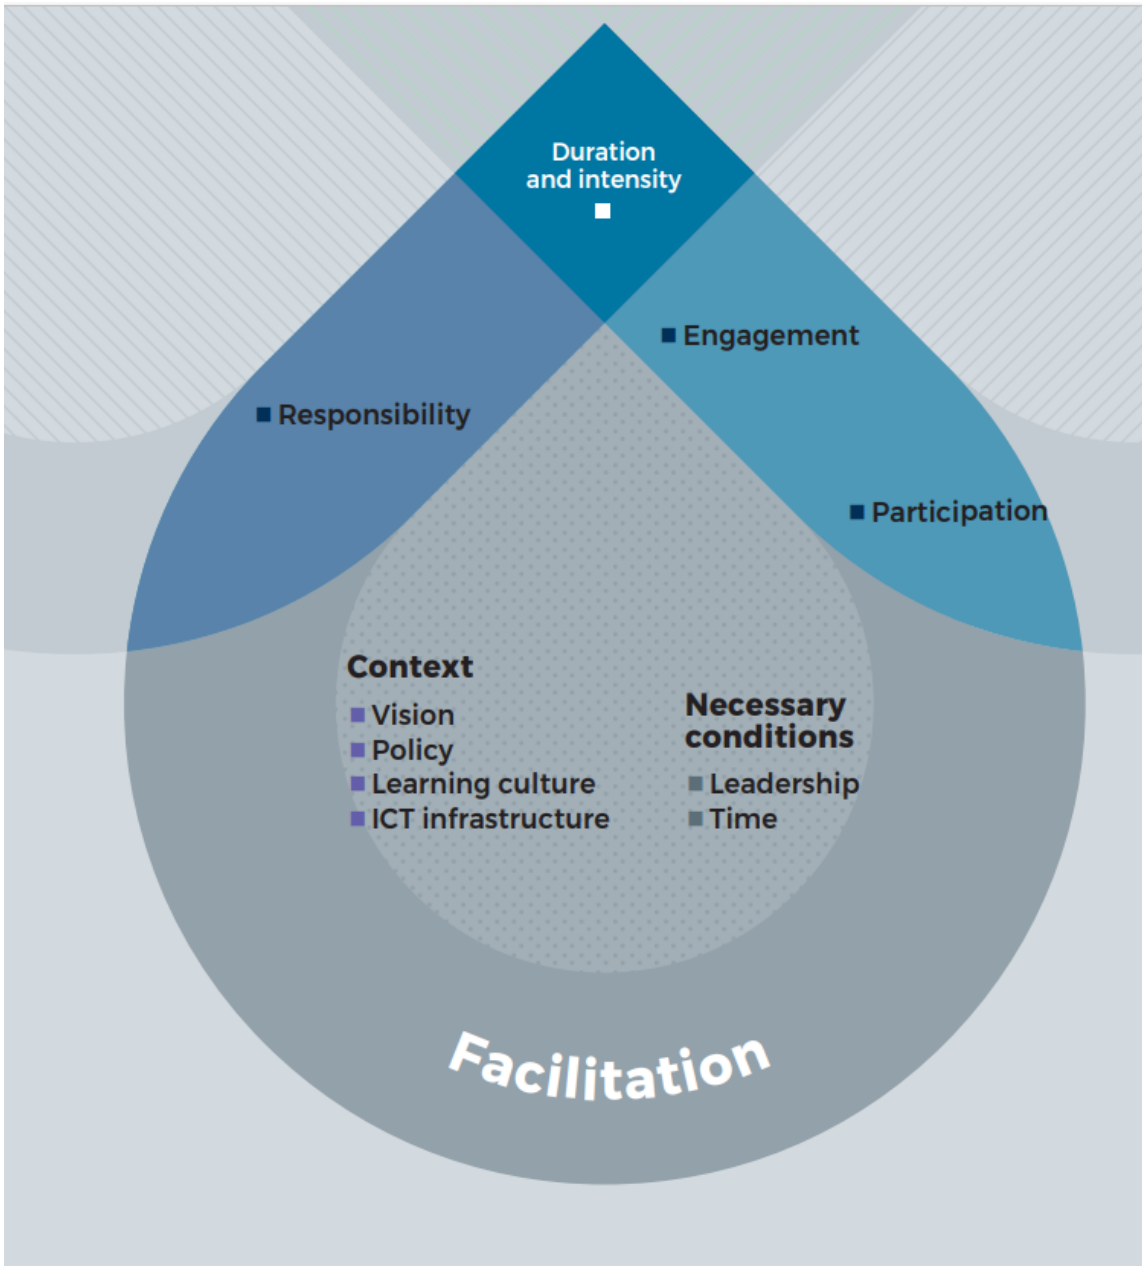 Duration
and intensity
Engagement
Responsibility
Participation
Context
Vision
Policy
Learning culture
ICT infrastructure
Necessary
conditions
Leadership
Time
Facilitation